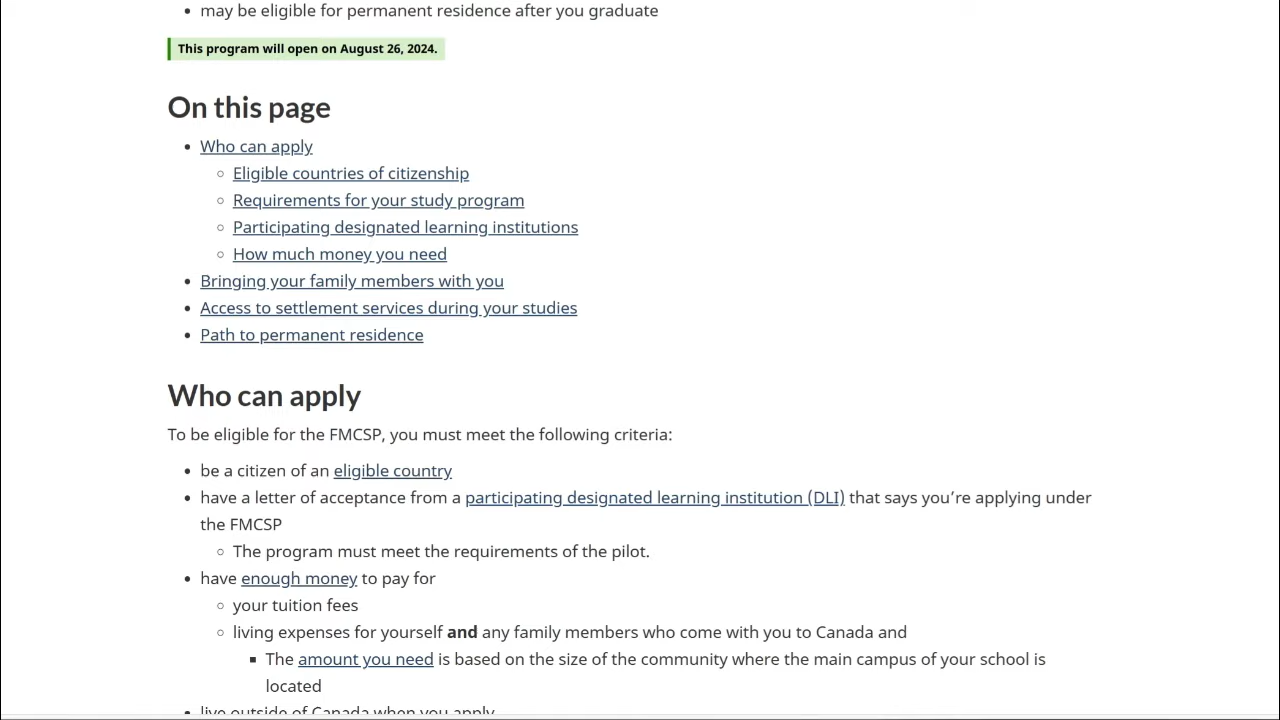 may be eligible for permanent residence after you graduate
This program will open on August 26, 2024.
On this page
Who can apply
Eligible countries of citizenship
Requirements for your study program
Participating designated learning institutions
How much money you need
Bringing your family members with you
Access to settlement services during your studies
Path to permanent residence
Who can apply
To be eligible for the FMCSP, you must meet the following criteria:
be a citizen of an eligible country
have a letter of acceptance from a participating designated learning institution (DLI) that says you’re applying under
the FMCSP
The program must meet the requirements of the pilot.
have enough money to pay for
your tuition fees
living expenses for yourself and any family members who come with you to Canada and
The amount you need is based on the size of the community where the main campus of your school is
located
live outside of Canada when you apply